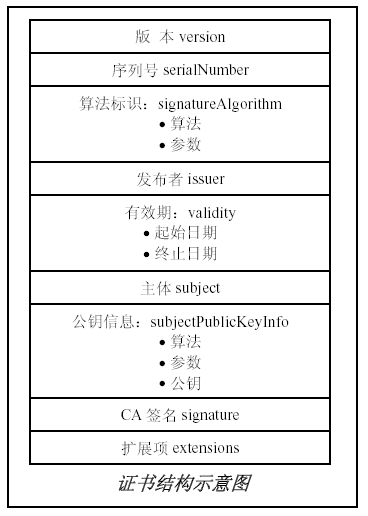 版 本 version
序列号 serialNumber
算法标识：signatureAlgorithm
• 算法
• 参数
发布者 issuer
有效期：validity
• 起始日期
• 终止日期
主体 subject
公钥信息：subjectPublicKeyInfo
• 算法
• 参数
• 公钥
CA 签名 signature
扩展项 extensions
证书结构示意图